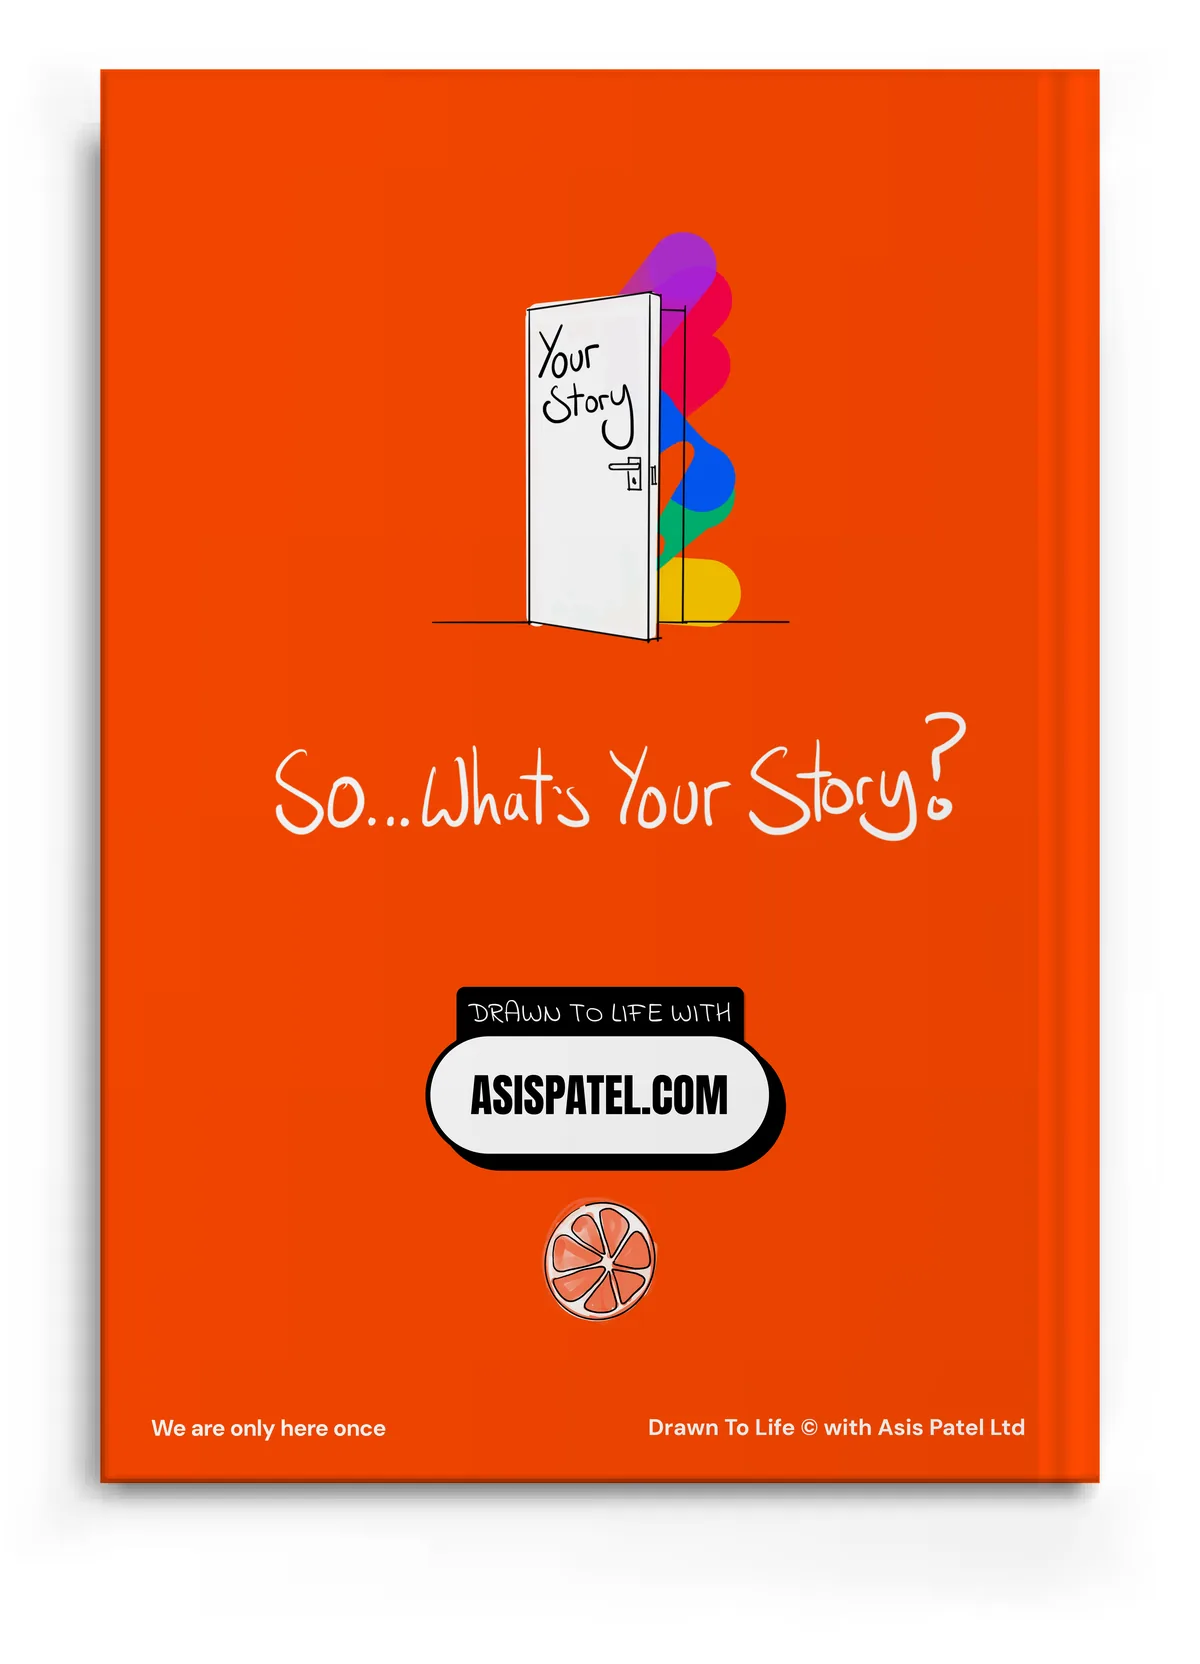 Your
Story
So...What's Your Story?
DRAWN TO LIFE WITH
ASISPATEL.COM
We are only here once
Drawn To Life © with Asis Patel Ltd